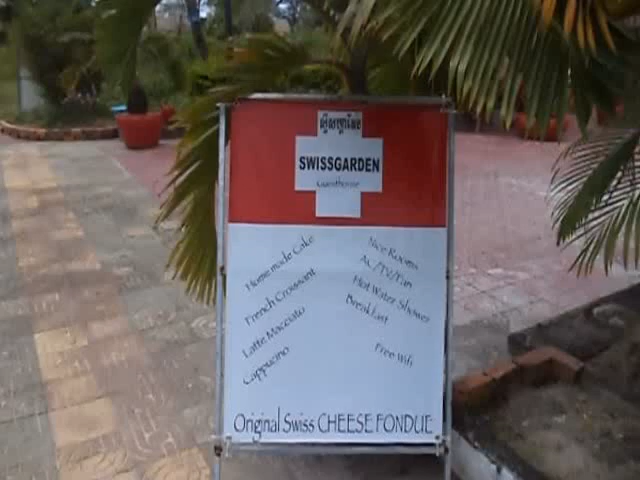 SWISSGARDEN
Guesthouse
Homemode Cake
French Croissant
Latte Macciato
Cappucino
Nice Rooms
Ac/TV/Fan
Hot Water Shower
Breakfast
Free Wifi
Original Swiss CHEESE FONDUE